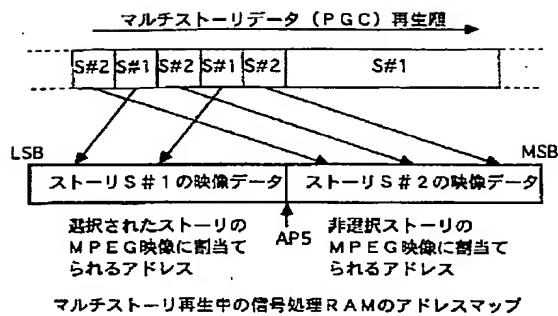 マルチストーリデータ(PGC)再生順
S#2 S#1 S#2 S#1 S#2 S#1
LSB MSB
ストーリS#1の映像データ ストーリS#2の映像データ
選択されたストーリの
MPEG映像に割当て
られるアドレス
AP5
非選択ストーリの
MPEG映像に割当て
られるアドレス
マルチストーリ再生中の信号処理RAMのアドレスマップ